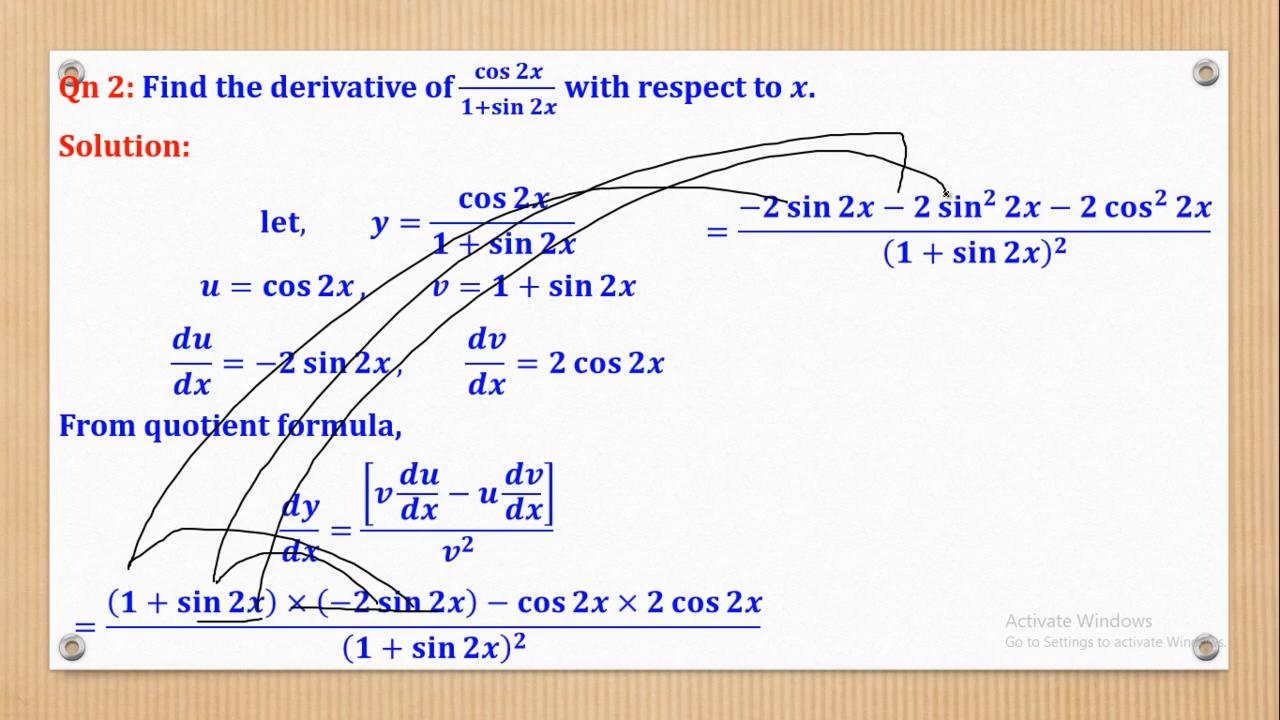 Qn 2: Find the derivative of cos 2x / 1+sin 2x with respect to x.
Solution:
let, y = cos 2x / 1 + sin 2x
u = cos 2x, v = 1 + sin 2x
du/dx = −2 sin 2x, dv/dx = 2 cos 2x
From quotient formula,
dy/dx = [v du/dx − u dv/dx] / v²
= (1 + sin 2x) × (−2 sin 2x) − cos 2x × 2 cos 2x / (1 + sin 2x)²
= −2 sin 2x − 2 sin² 2x − 2 cos² 2x / (1 + sin 2x)²
Activate Windows
Go to Settings to activate Windows.